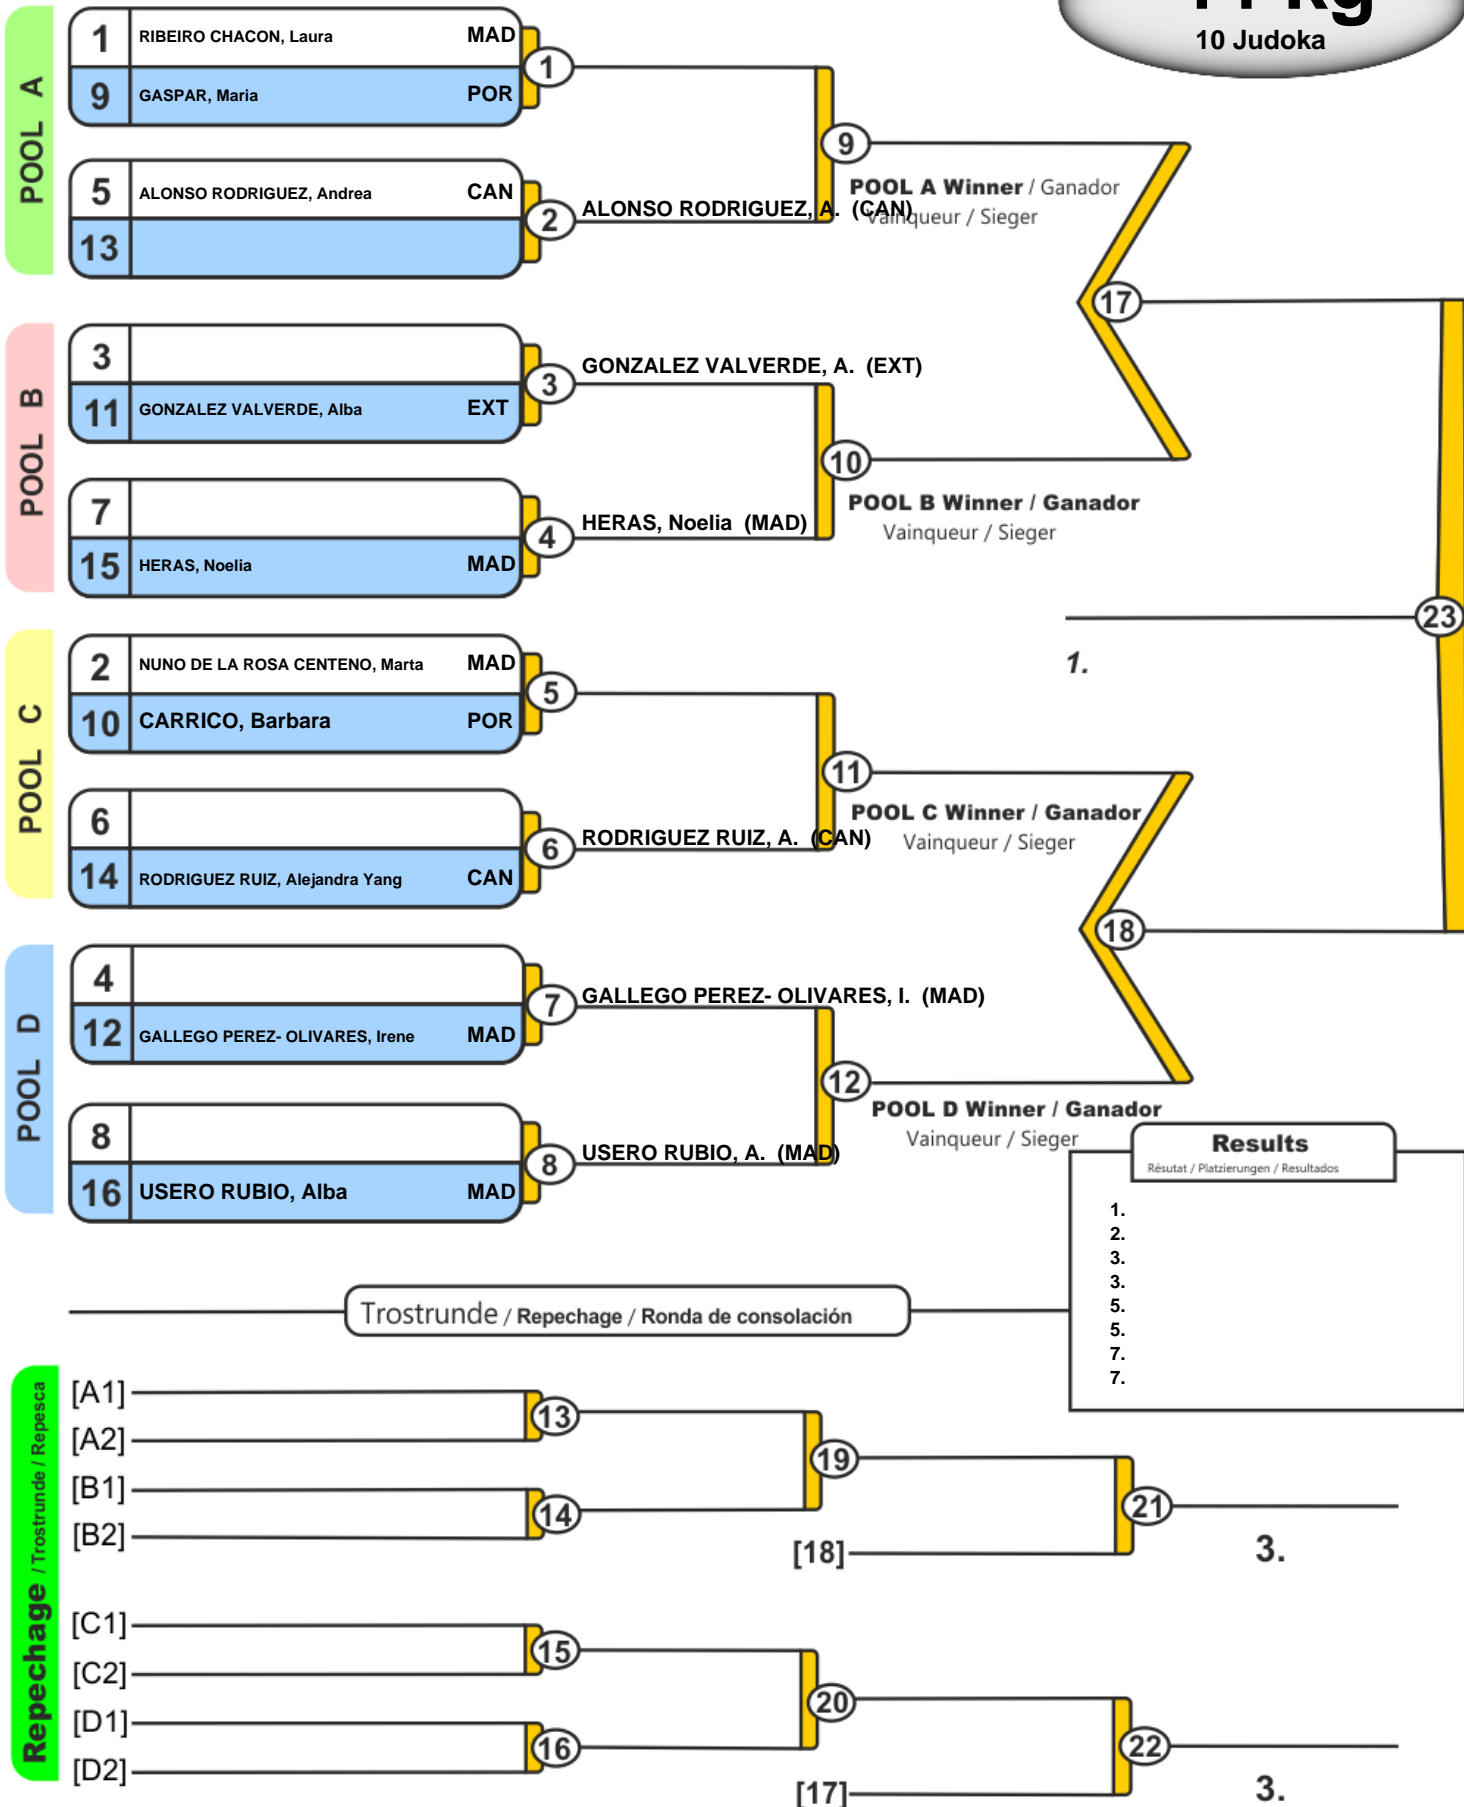 10 Judoka
POOL A
1 RIBEIRO CHACON, Laura MAD
9 GASPAR, Maria POR
1
5 ALONSO RODRIGUEZ, Andrea CAN
13
2
ALONSO RODRIGUEZ, A. (CAN)
9
POOL A Winner / Ganador
Vainqueur / Sieger
POOL B
3
11 GONZALEZ VALVERDE, Alba EXT
3
GONZALEZ VALVERDE, A. (EXT)
7
15 HERAS, Noelia MAD
4
HERAS, Noelia (MAD)
10
POOL B Winner / Ganador
Vainqueur / Sieger
17
23
1.
POOL C
2 NUNO DE LA ROSA CENTENO, Marta MAD
10 CARRICO, Barbara POR
5
6
14 RODRIGUEZ RUIZ, Alejandra Yang CAN
6
RODRIGUEZ RUIZ, A. (CAN)
11
POOL C Winner / Ganador
Vainqueur / Sieger
18
POOL D
4
12 GALLEGO PEREZ- OLIVARES, Irene MAD
7
GALLEGO PEREZ- OLIVARES, I. (MAD)
8
16 USERO RUBIO, Alba MAD
8
USERO RUBIO, A. (MAD)
12
POOL D Winner / Ganador
Vainqueur / Sieger
Results
Résutat / Platzierungen / Resultados
1.
2.
3.
3.
5.
5.
7.
7.
Trostrunde / Repechage / Ronda de consolación
Repechage / Trostrunde / Repesca
[A1]
[A2]
13
[B1]
[B2]
14
19
[18]
21
3.
[C1]
[C2]
15
[D1]
[D2]
16
20
[17]
22
3.